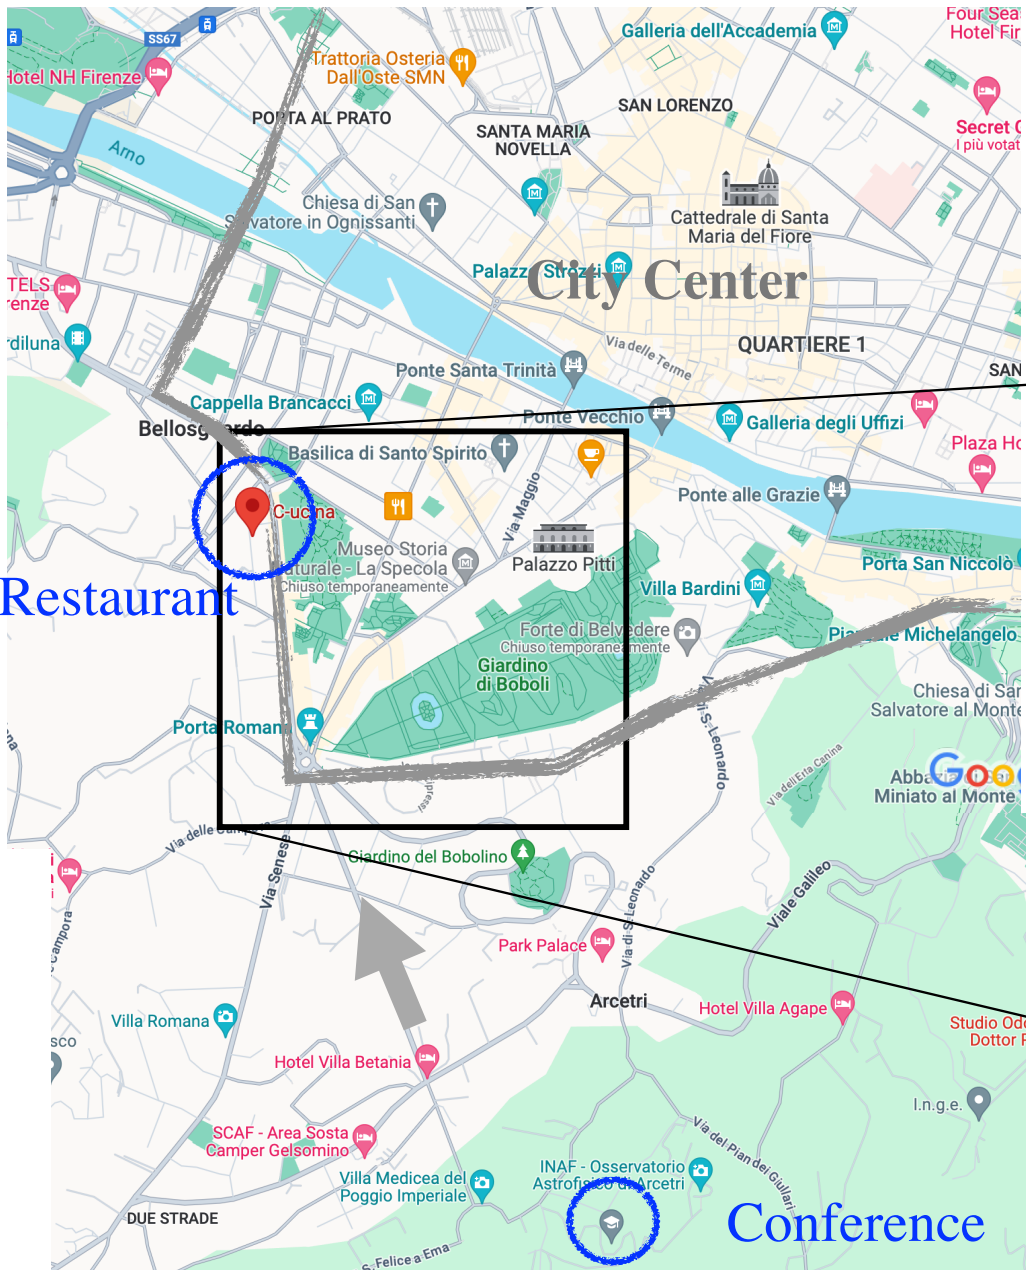 SS67
Four Sea
Hotel Fir
Galleria dell'Accademia
Trattoria Osteria
Dall'Oste SMN
Hotel NH Firenze
SAN LORENZO
PORTA AL PRATO
SANTA MARIA
NOVELLA
Secret
I più votat
Arno
Chiesa di San
Salvatore in Ognissanti
Cattedrale di Santa
Maria del Fiore
Palazzo Strozzi
City Center
TELS
renze
rdiluna
Via delle Terme
QUARTIERE 1
Ponte Santa Trinità
SAN
Cappella Brancacci
Bellosguardo
Ponte Vecchio
Galleria degli Uffizi
Plaza Ho
Basilica di Santo Spirito
Via Maggio
Ponte alle Grazie
C-ucina
Museo Storia
Naturale - La Specola
Chiuso temporaneamente
Palazzo Pitti
Porta San Niccolò
Villa Bardini
Restaurant
Forte di Belvedere
Chiuso temporaneamente
Piazzale Michelangelo
Giardino
di Boboli
Chiesa di San
Salvatore al Monte
Via di S. Leonardo
Porta Romana
Via dell'Erta Canina
Goo
Abbazia di San
Miniato al Monte
Via delle Campora
Via Senese
Giardino del Bobolino
Viale Galileo
Via di S. Leonardo
e Campora
Park Palace
Arcetri
Hotel Villa Agape
Villa Romana
Studio Odo
Dottor
sco
Hotel Villa Betania
I.n.g.e.
SCAF - Area Sosta
Camper Gelsomino
Via del Pian dei Giullari
INAF - Osservatorio
Astrofisico di Arcetri
Villa Medicea del
Poggio Imperiale
DUE STRADE
Conference
S. Felice a Ema